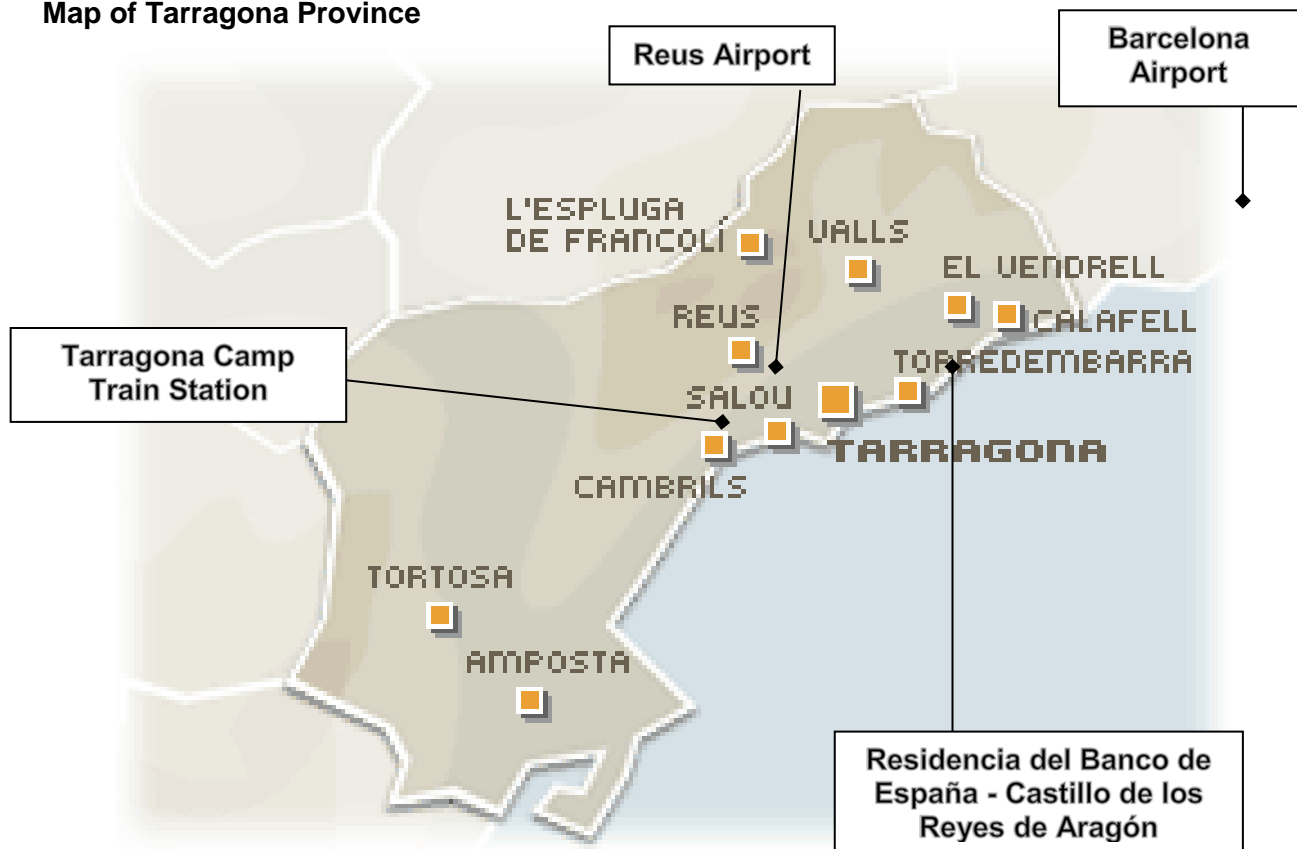 Map of Tarragona Province
Reus Airport
Barcelona
Airport
L'ESPLUGA
DE FRANCOLÍ
VALLS
EL VENDRELL
REUS
CALAFELL
Tarragona Camp
Train Station
TORREDEMBARRA
SALOU
TARRAGONA
CAMBRILS
TORTOSA
AMPOSTA
Residencia del Banco de
España - Castillo de los
Reyes de Aragón